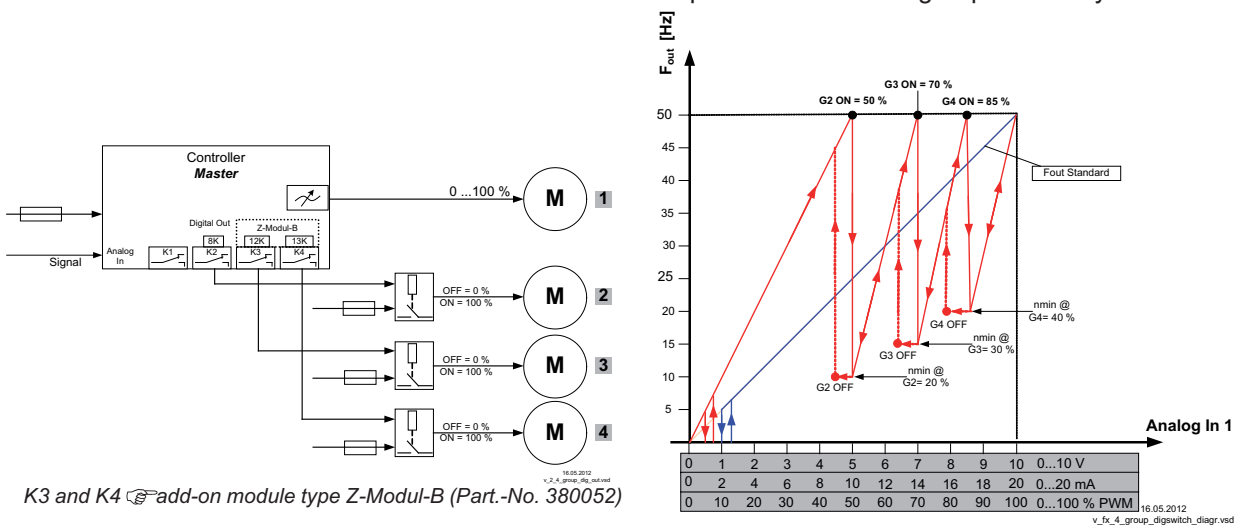 Controller
Master
Digital Out
Z-Modul-B
8K
12K
13K
Analog
In
K1
K2
K3
K4
Signal
0 ...100 %
M
1
OFF = 0 %
ON = 100 %
M
2
OFF = 0 %
ON = 100 %
M
3
OFF = 0 %
ON = 100 %
M
4
16.05.2012
v_2_4_group_dig_out.vsd
K3 and K4 ☞ add-on module type Z-Modul-B (Part.-No. 380052)
Fout [Hz]
G3 ON = 70 %
G2 ON = 50 %
G4 ON = 85 %
50
45
40
35
30
25
20
15
10
5
Fout Standard
nmin @
G4= 40 %
G4 OFF
nmin @
G3= 30 %
G3 OFF
nmin @
G2= 20 %
G2 OFF
Analog In 1
0 1 2 3 4 5 6 7 8 9 10 0...10 V
0 2 4 6 8 10 12 14 16 18 20 0...20 mA
0 10 20 30 40 50 60 70 80 90 100 0...100 % PWM
16.05.2012
v_fx_4_group_digswitch_diagr.vsd